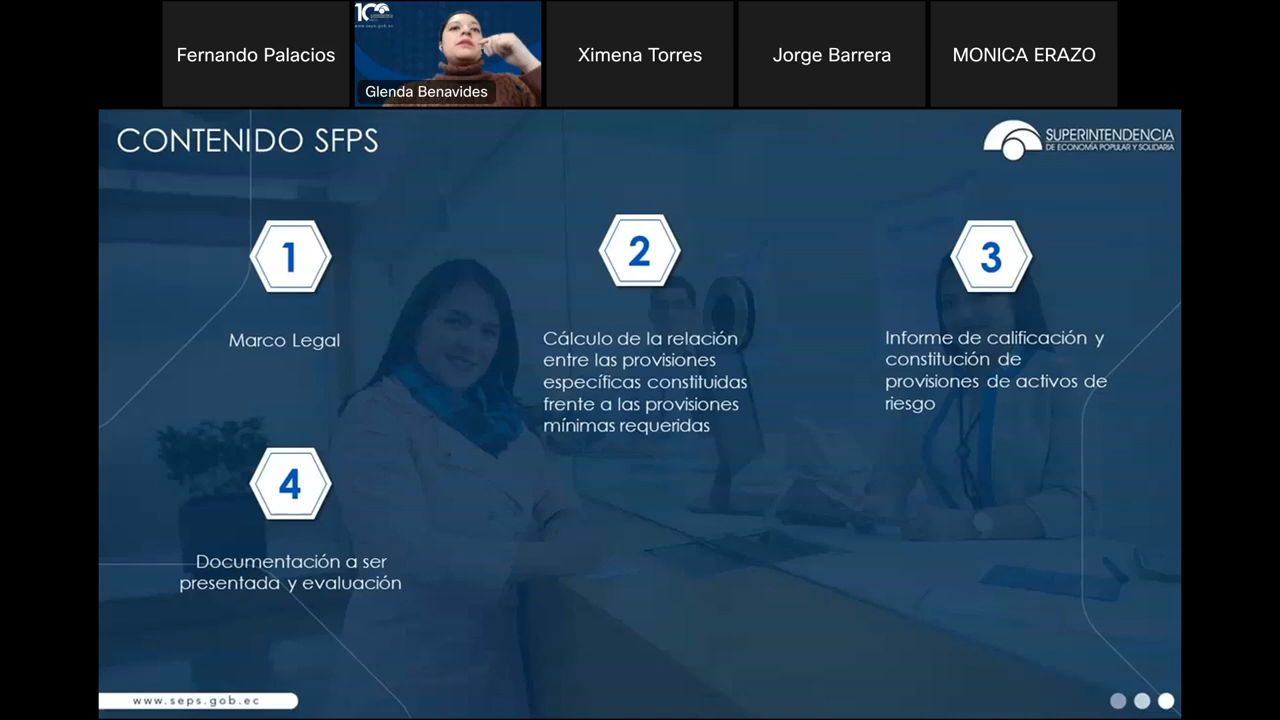 Fernando Palacios
Glenda Benavides
Ximena Torres
Jorge Barrera
MONICA ERAZO
CONTENIDO SFPS
SUPERINTENDENCIA
DE ECONOMÍA POPULAR Y SOLIDARIA
1
Marco Legal
2
Cálculo de la relación
entre las provisiones
específicas constituidas
frente a las provisiones
mínimas requeridas
3
Informe de calificación y
constitución de
provisiones de activos de
riesgo
4
Documentación a ser
presentada y evaluación
www.seps.gob.ec